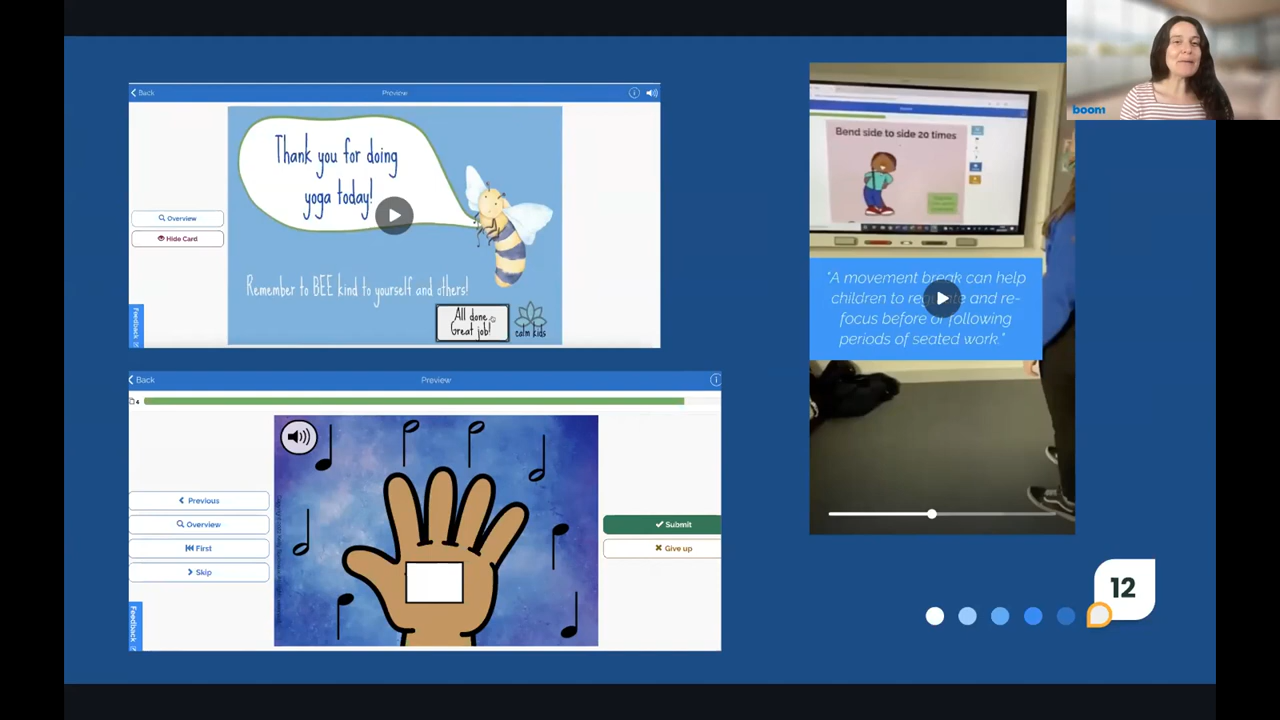 Back
Preview
Thank you for doing
yoga today!
Overview
Hide Card
Remember to BEE kind to yourself and others!
All done.
Great job!
calm kids
Feedback
Back
Preview
4
Previous
Overview
First
Skip
Submit
Give up
Feedback
Bend side to side 20 times
"A movement break can help
children to regulate and re-
focus before or following
periods of seated work."
boom
12